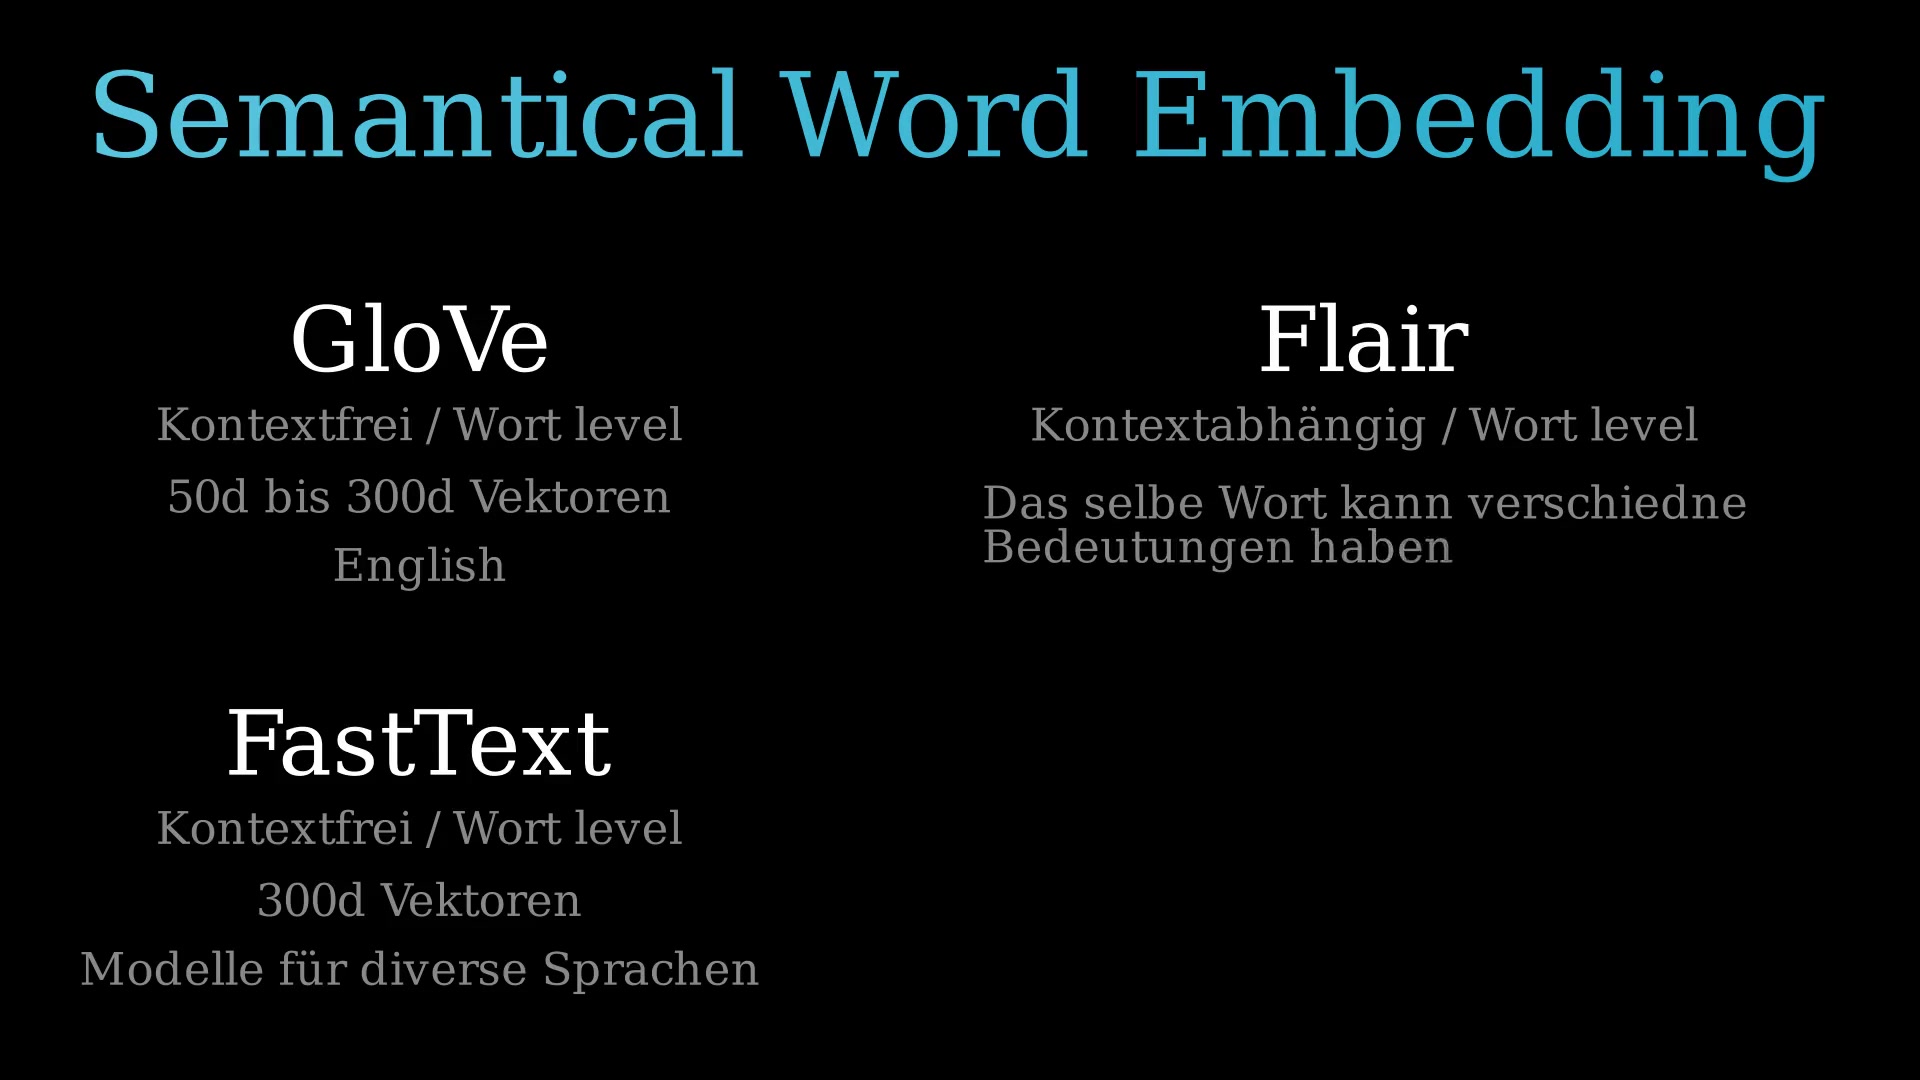 Semantical Word Embedding
GloVe
Kontextfrei / Wort level
50d bis 300d Vektoren
English
Flair
Kontextabhängig / Wort level
Das selbe Wort kann verschiedne
Bedeutungen haben
FastText
Kontextfrei / Wort level
300d Vektoren
Modelle für diverse Sprachen